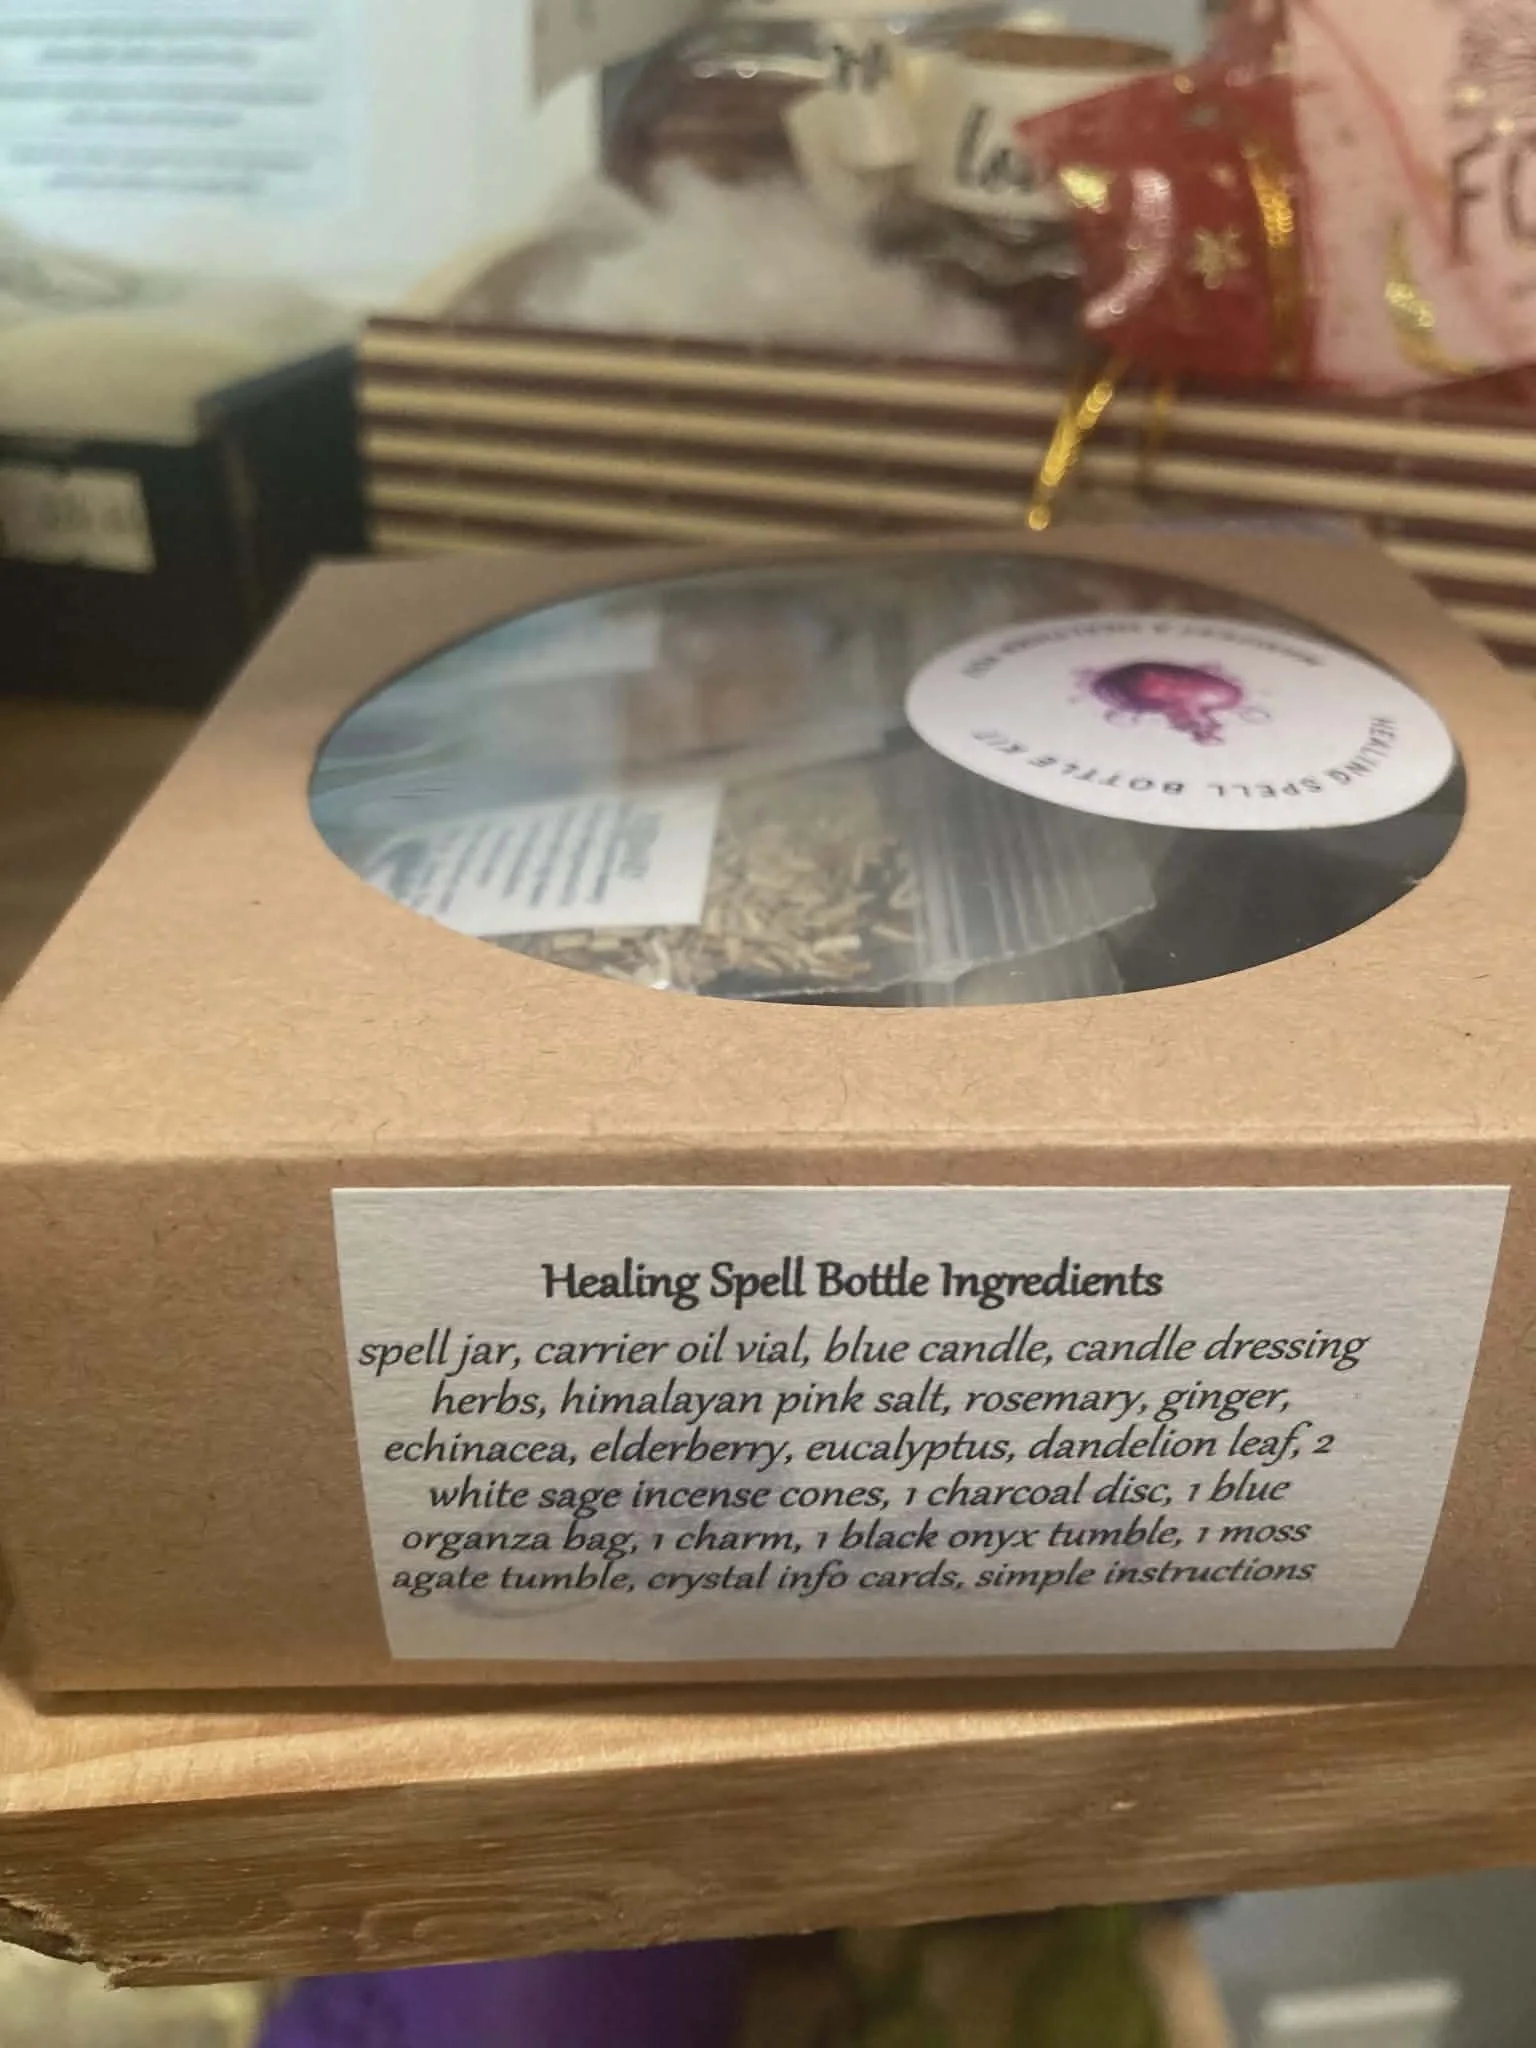 HEALING SPELL BOTTLE KIT
Healing Spell Bottle Ingredients
spell jar, carrier oil vial, blue candle, candle dressing
herbs, himalayan pink salt, rosemary, ginger,
echinacea, elderberry, eucalyptus, dandelion leaf, 2
white sage incense cones, 1 charcoal disc, 1 blue
organza bag, 1 charm, 1 black onyx tumble, 1 moss
agate tumble, crystal info cards, simple instructions